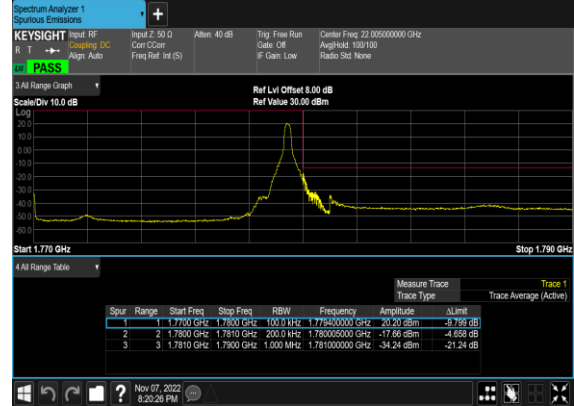 Spectrum Analyzer 1
Spurious Emissions
KEYSIGHT Input: RF Input Z: 50 Ω Atten: 40 dB Trig: Free Run Center Freq: 22.005000000 GHz
R T Coupling: DC Corr CCorr Gate: Off Avg|Hold: 100/100
Align: Auto Freq Ref: Int (S) IF Gain: Low Radio Std: None
PASS
3 All Range Graph
Ref Lvl Offset 8.00 dB
Scale/Div 10.0 dB Ref Value 30.00 dBm
Log
20.0
10.0
0.00
-10.0
-20.0
-30.0
-40.0
-50.0
-60.0
Start 1.770 GHz Stop 1.790 GHz
4 All Range Table
Measure Trace Trace 1
Trace Type Trace Average (Active)
Spur Range Start Freq Stop Freq RBW Frequency Amplitude ΔLimit
1 1 1.7700 GHz 1.7800 GHz 100.0 kHz 1.779400000 GHz 20.20 dBm -9.799 dB
2 2 1.7800 GHz 1.7810 GHz 200.0 kHz 1.780005000 GHz -17.66 dBm -4.658 dB
3 3 1.7810 GHz 1.7900 GHz 1.000 MHz 1.781000000 GHz -34.24 dBm -21.24 dB
? Nov 07, 2022
8:20:26 PM